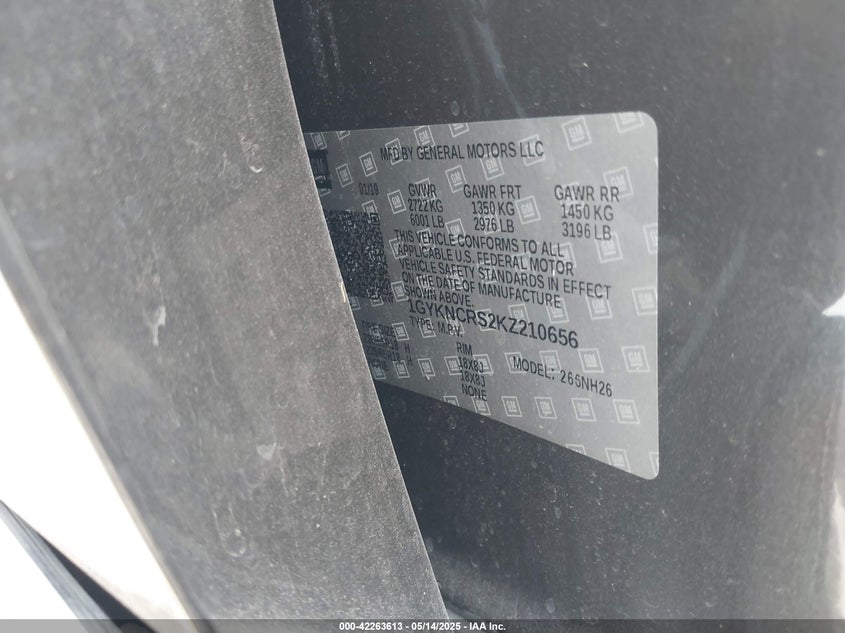 MFD BY GENERAL MOTORS LLC
01/19 GVWR GAWR FRT GAWR RR
2722 KG 1350 KG 1450 KG
6001 LB 2976 LB 3196 LB
THIS VEHICLE CONFORMS TO ALL
APPLICABLE U.S. FEDERAL MOTOR
VEHICLE SAFETY STANDARDS IN EFFECT
ON THE DATE OF MANUFACTURE
SHOWN ABOVE.
1GYKNCRS2KZ210656
TYPE: M.P.V. MODEL: 266NH26
RIM
18X8J
18X8J
NONE
GM
000-42263613 - 05/14/2025 - IAA Inc.